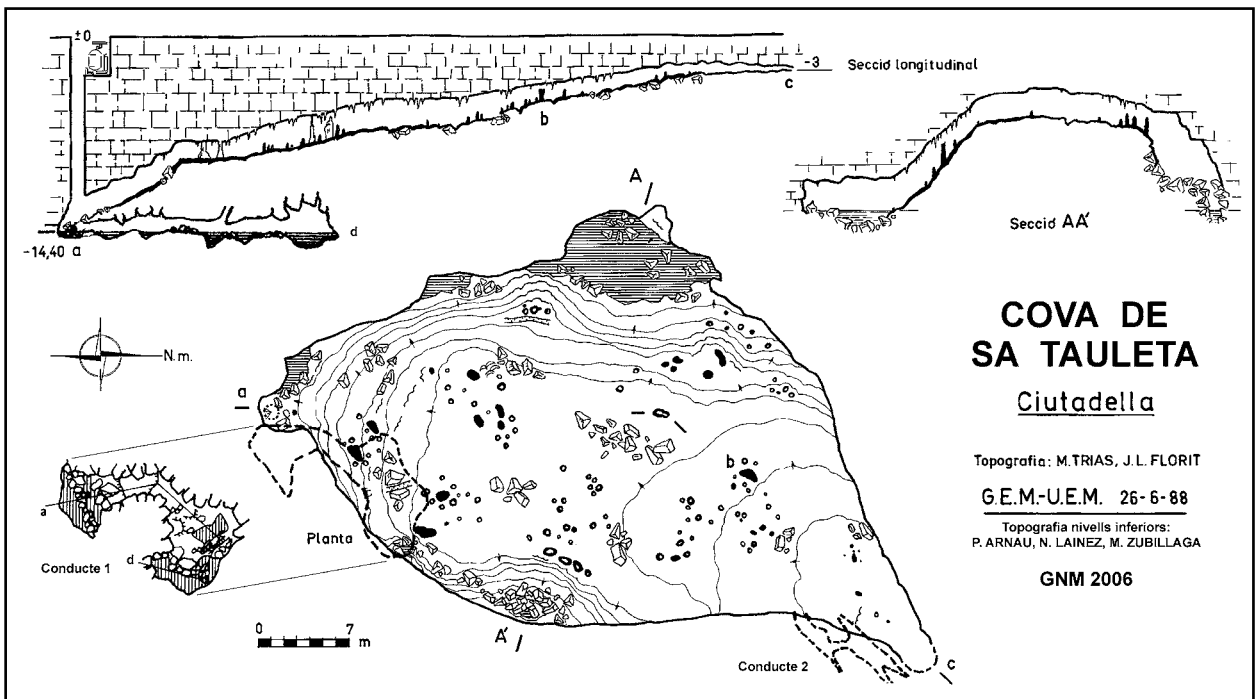 ±0
-3
Secció longitudinal
c
b
A
-14,40 a
d
Secció AA'
COVA DE
SA TAULETA
Ciutadella
N.m.
a
b
Topografia: M. TRIAS, J.L. FLORIT
G.E.M.-U.E.M. 26-6-88
Topografia nivells inferiors:
P. ARNAU, N. LAINEZ, M. ZUBILLAGA
GNM 2006
a
Planta
Conducte 1
d
0 7
m
A'
Conducte 2
c